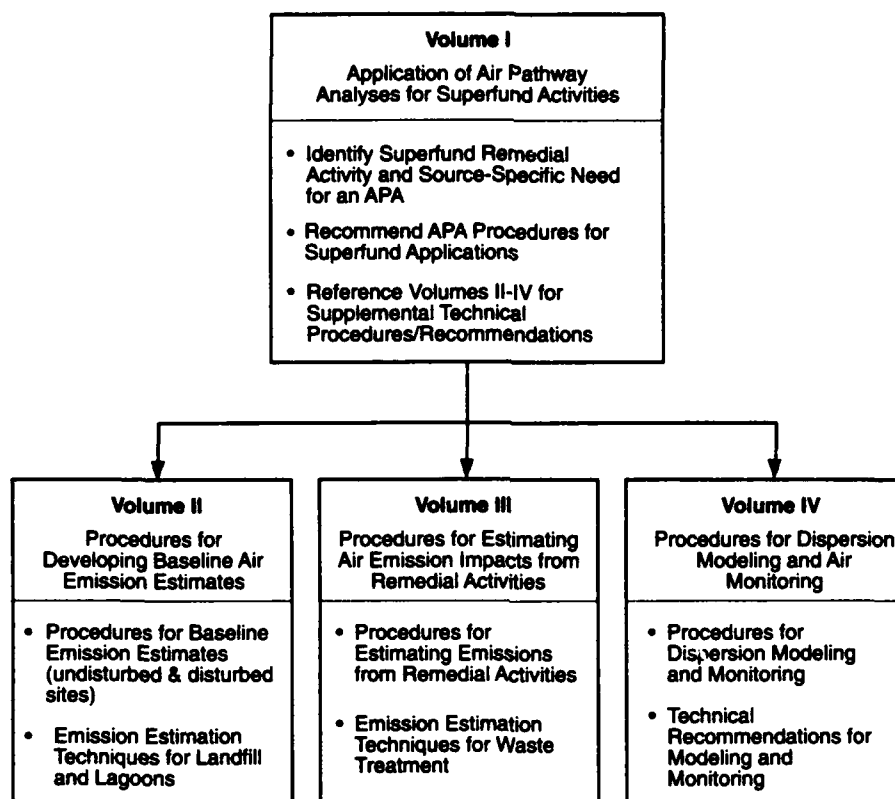 Volume I
Application of Air Pathway
Analyses for Superfund Activities
• Identify Superfund Remedial
Activity and Source-Specific Need
for an APA
• Recommend APA Procedures for
Superfund Applications
• Reference Volumes II-IV for
Supplemental Technical
Procedures/Recommendations
Volume II
Procedures for
Developing Baseline Air
Emission Estimates
• Procedures for Baseline
Emission Estimates
(undisturbed & disturbed
sites)
• Emission Estimation
Techniques for Landfill
and Lagoons
Volume III
Procedures for Estimating
Air Emission Impacts from
Remedial Activities
• Procedures for
Estimating Emissions
from Remedial Activities
• Emission Estimation
Techniques for Waste
Treatment
Volume IV
Procedures for Dispersion
Modeling and Air
Monitoring
• Procedures for
Dispersion Modeling
and Monitoring
• Technical
Recommendations for
Modeling and
Monitoring